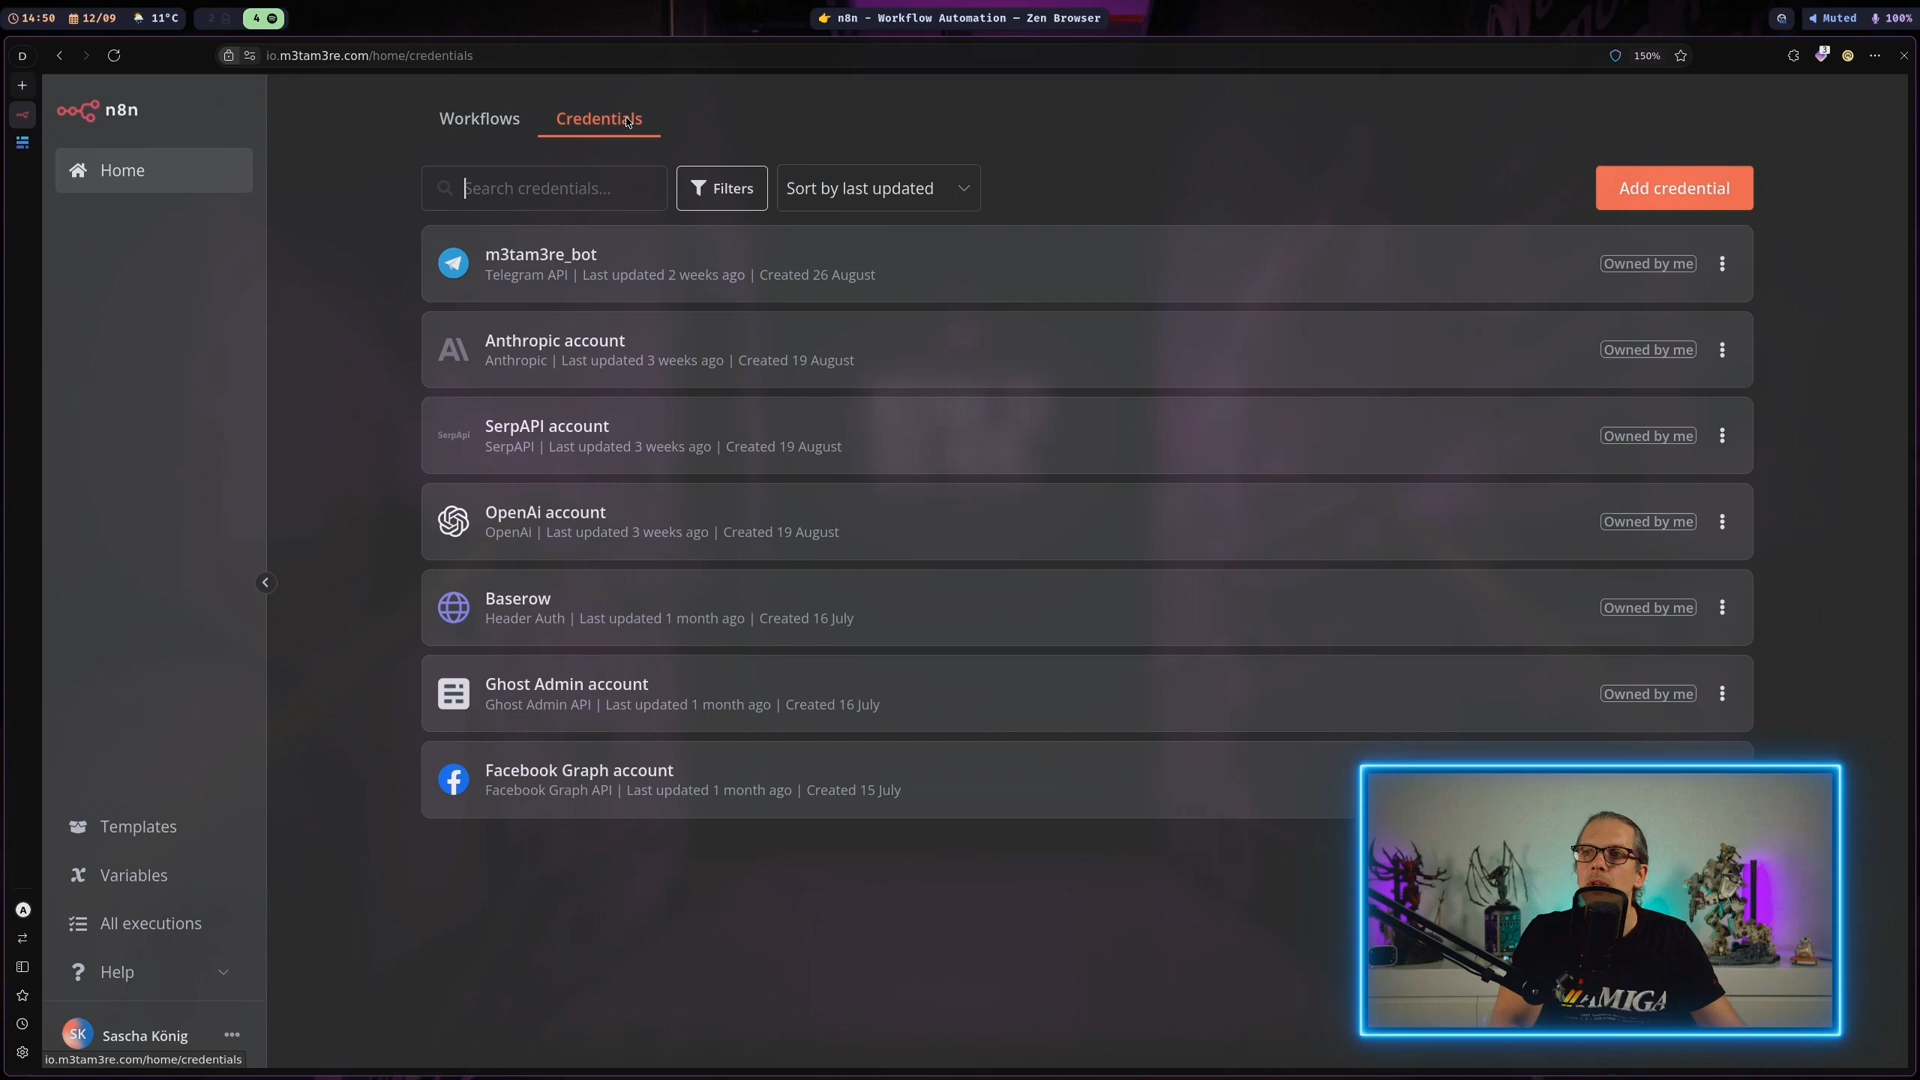 14:50 12/09 11°C 2 4 👉 n8n - Workflow Automation — Zen Browser Muted 100%
D io.m3tam3re.com/home/credentials 150% 3
n8n
Home
Templates
Variables
All executions
Help
SK Sascha König
io.m3tam3re.com/home/credentials
A
Workflows Credentials
Search credentials... Filters Sort by last updated Add credential
m3tam3re_bot
Telegram API | Last updated 2 weeks ago | Created 26 August
Owned by me
Anthropic account
Anthropic | Last updated 3 weeks ago | Created 19 August
Owned by me
SerpApi
SerpAPI account
SerpAPI | Last updated 3 weeks ago | Created 19 August
Owned by me
OpenAi account
OpenAi | Last updated 3 weeks ago | Created 19 August
Owned by me
Baserow
Header Auth | Last updated 1 month ago | Created 16 July
Owned by me
Ghost Admin account
Ghost Admin API | Last updated 1 month ago | Created 16 July
Owned by me
Facebook Graph account
Facebook Graph API | Last updated 1 month ago | Created 15 July
AMIGA